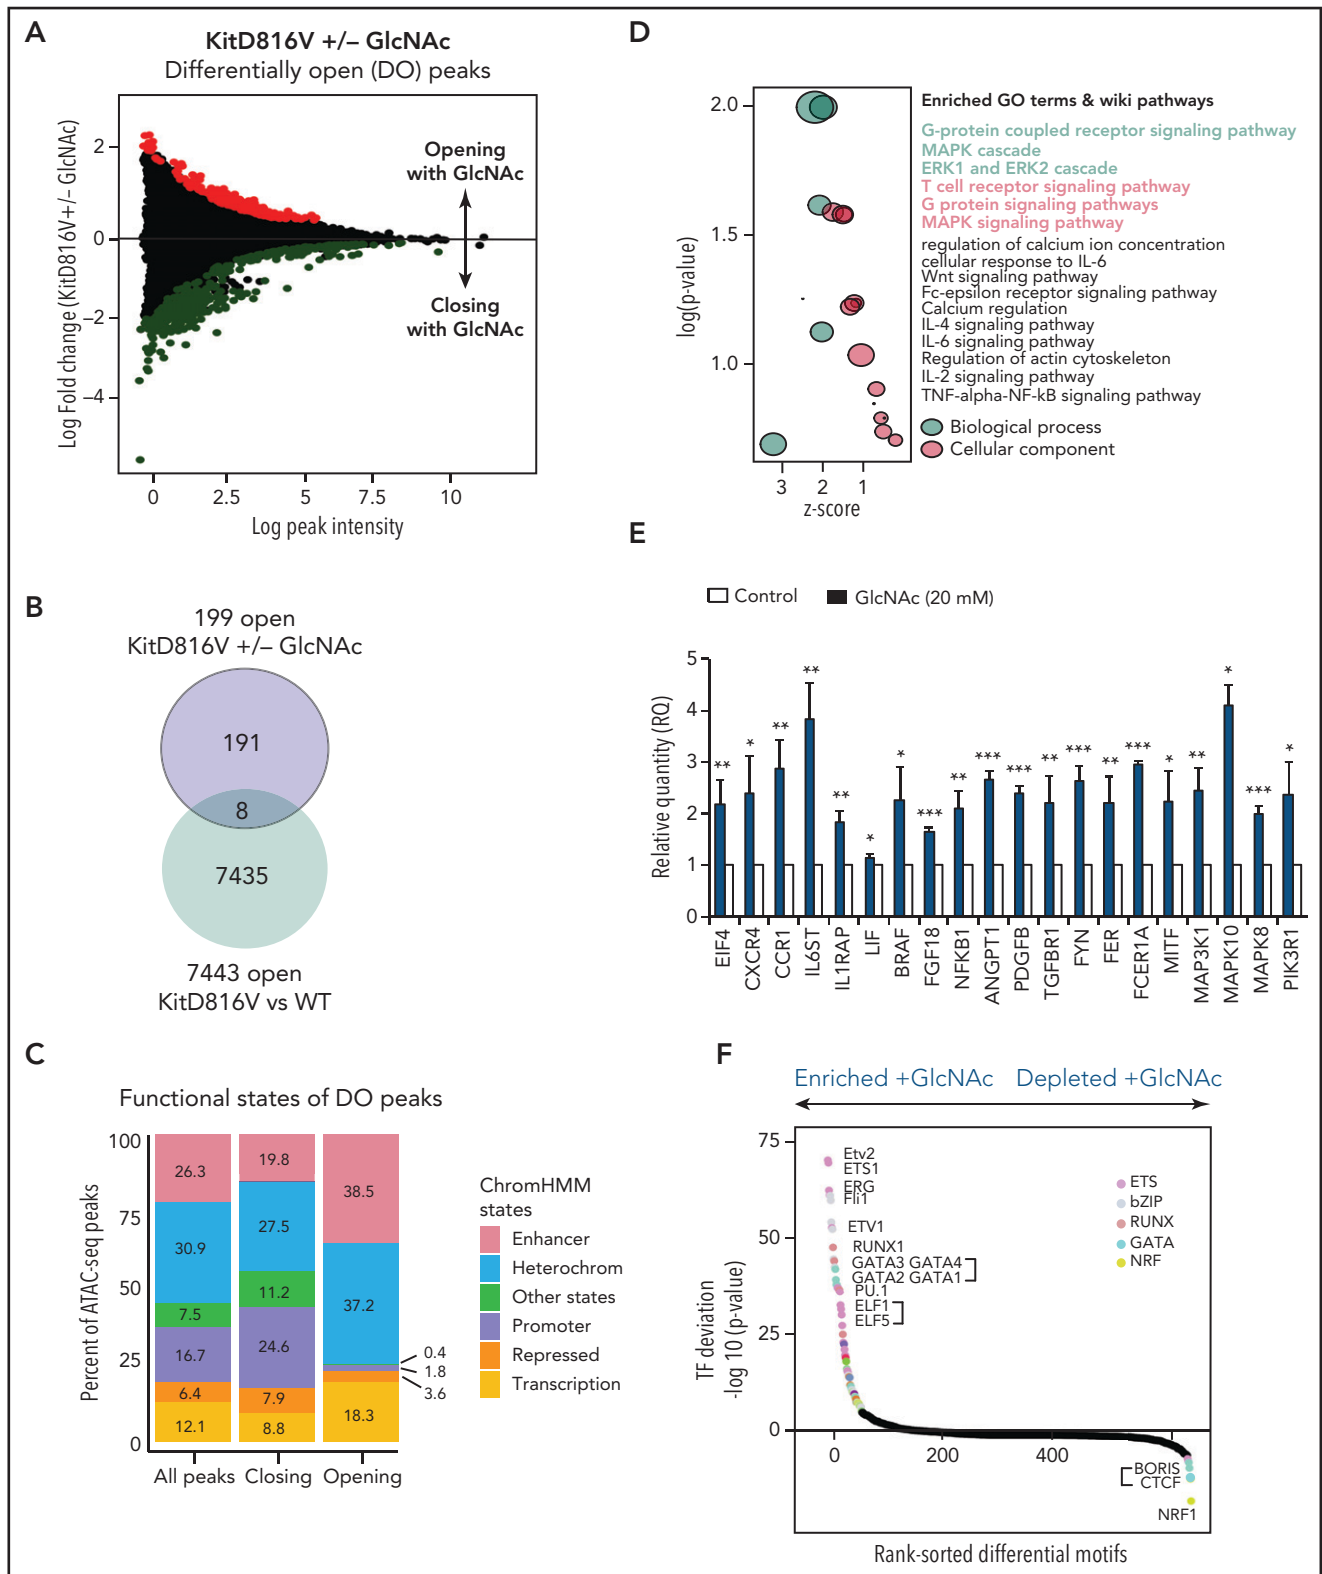 A
KitD816V +/– GlcNAc
Differentially open (DO) peaks
Log Fold change (KitD816V+/– GlcNAc)
2
0
–2
–4
Opening
with GlcNAc
Closing
with GlcNAc
0
2.5
5
7.5
10
Log peak intensity
B
199 open
KitD816V +/– GlcNAc
191
8
7435
7443 open
KitD816V vs WT
C
Functional states of DO peaks
Percent of ATAC-seq peaks
100
75
50
25
0
26.3
30.9
7.5
16.7
6.4
12.1
19.8
27.5
11.2
24.6
7.9
8.8
38.5
37.2
0.4
1.8
3.6
18.3
All peaks
Closing
Opening
ChromHMM
states
Enhancer
Heterochrom
Other states
Promoter
Repressed
Transcription
D
log(p-value)
2.0
1.5
1.0
3
2
1
z-score
Enriched GO terms & wiki pathways
G-protein coupled receptor signaling pathway
MAPK cascade
ERK1 and ERK2 cascade
T cell receptor signaling pathway
G protein signaling pathways
MAPK signaling pathway
regulation of calcium ion concentration
cellular response to IL-6
Wnt signaling pathway
Fc-epsilon receptor signaling pathway
Calcium regulation
IL-4 signaling pathway
IL-6 signaling pathway
Regulation of actin cytoskeleton
IL-2 signaling pathway
TNF-alpha-NF-kB signaling pathway
Biological process
Cellular component
E
Control
GlcNAc (20 mM)
Relative quantity (RQ)
5
4
3
2
1
0
**
*
**
**
**
*
*
***
**
***
***
**
***
**
***
*
**
*
***
*
EIF4
CXCR4
CCR1
IL6ST
IL1RAP
LIF
BRAF
FGF18
NFKB1
ANGPT1
PDGFB
TGFBR1
FYN
FER
FCER1A
MITF
MAP3K1
MAPK10
MAPK8
PIK3R1
F
Enriched +GlcNAc
Depleted +GlcNAc
TF deviation
-log 10 (p-value)
75
50
25
0
Etv2
ETS1
ERG
Fli1
ETV1
RUNX1
GATA3 GATA4
GATA2 GATA1
PU.1
ELF1
ELF5
ETS
bZIP
RUNX
GATA
NRF
0
200
400
BORIS
CTCF
NRF1
Rank-sorted differential motifs